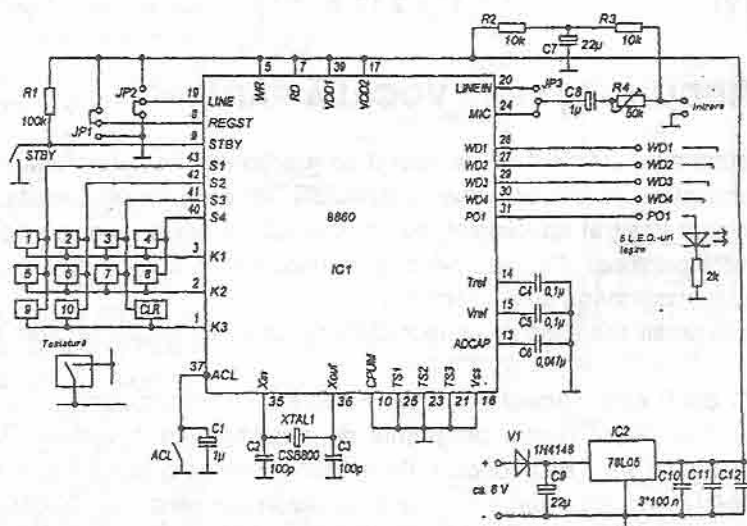 R2
R3
10k
10k
C7
22µ
5
7
39
17
WR
RD
VDD1
VDD2
R1
100k
JP2
JP1
19
LINE
8
REGST
9
STBY
STBY
43
S1
42
S2
41
S3
40
S4
3
K1
2
K2
1
K3
37
ACL
8860
IC1
LINEIN
20
MIC
24
JP3
C8
1µ
R4
50k
Intrare
26
WD1
WD1
27
WD2
WD2
29
WD3
WD3
30
WD4
WD4
31
PO1
PO1
5 L.E.D.-uri
iesire
2k
1
2
3
4
5
6
7
8
9
10
CLR
Tastatura
Tref
14
C4
0,1µ
Vref
15
C5
0,1µ
ADCAP
13
C6
0,047µ
Xin
Xout
CPUM
TS1
TS2
TS3
Vss
35
36
10
25
23
21
18
ACL
C1
1µ
XTAL1
CSB800
C2
100p
C3
100p
V1
1N4148
IC2
78L05
+
ca. 6 V
-
C9
22µ
C10
C11
C12
3*100 n